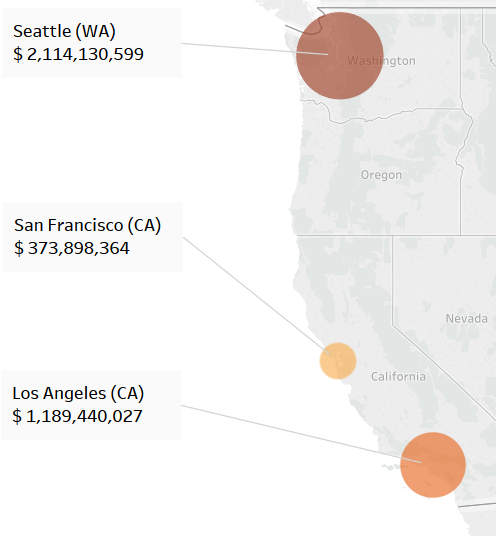 Seattle (WA)
$ 2,114,130,599
Washington
Oregon
San Francisco (CA)
$ 373,898,364
Nevada
California
Los Angeles (CA)
$ 1,189,440,027